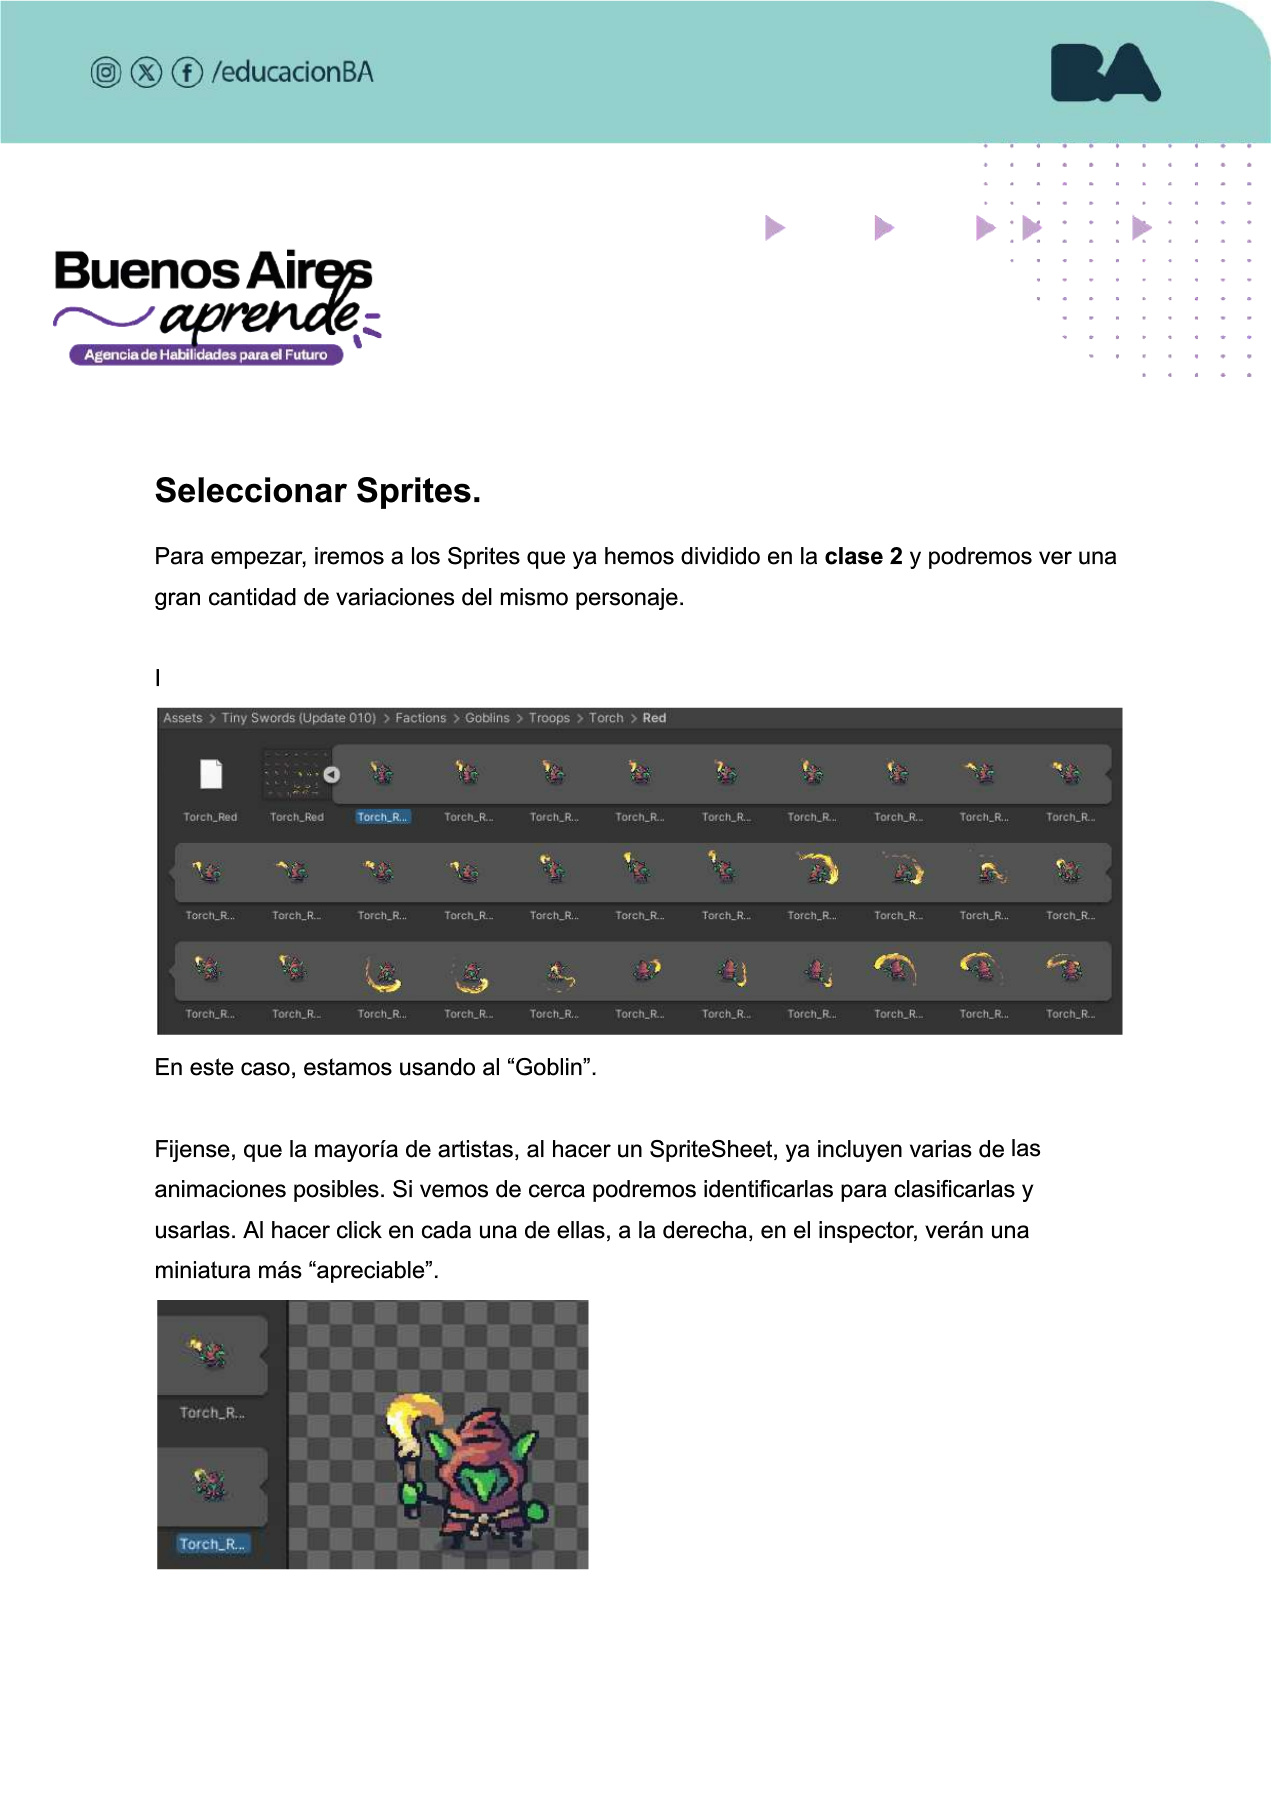 /educacionBA
BA
Buenos Aires
aprende
Agencia de Habilidades para el Futuro
Seleccionar Sprites.
Para empezar, iremos a los Sprites que ya hemos dividido en la clase 2 y podremos ver una
gran cantidad de variaciones del mismo personaje.
I
Assets > Tiny Swords (Update 010) > Factions > Goblins > Troops > Torch > Red
Torch_Red Torch_Red Torch_R... Torch_R... Torch_R... Torch_R... Torch_R... Torch_R... Torch_R... Torch_R... Torch_R...
Torch_R... Torch_R... Torch_R... Torch_R... Torch_R... Torch_R... Torch_R... Torch_R... Torch_R... Torch_R... Torch_R...
Torch_R... Torch_R... Torch_R... Torch_R... Torch_R... Torch_R... Torch_R... Torch_R... Torch_R... Torch_R... Torch_R...
En este caso, estamos usando al “Goblin”.
Fijense, que la mayoría de artistas, al hacer un SpriteSheet, ya incluyen varias de las
animaciones posibles. Si vemos de cerca podremos identificarlas para clasificarlas y
usarlas. Al hacer click en cada una de ellas, a la derecha, en el inspector, verán una
miniatura más “apreciable”.
Torch_R...
Torch_R...